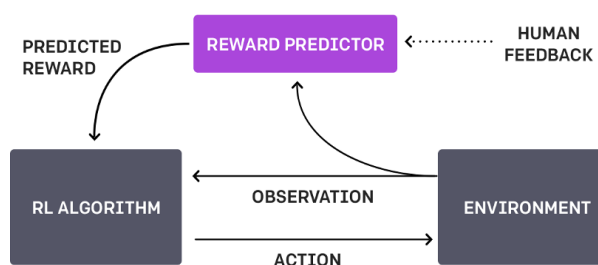 PREDICTED
REWARD
REWARD PREDICTOR
HUMAN
FEEDBACK
RL ALGORITHM
OBSERVATION
ENVIRONMENT
ACTION